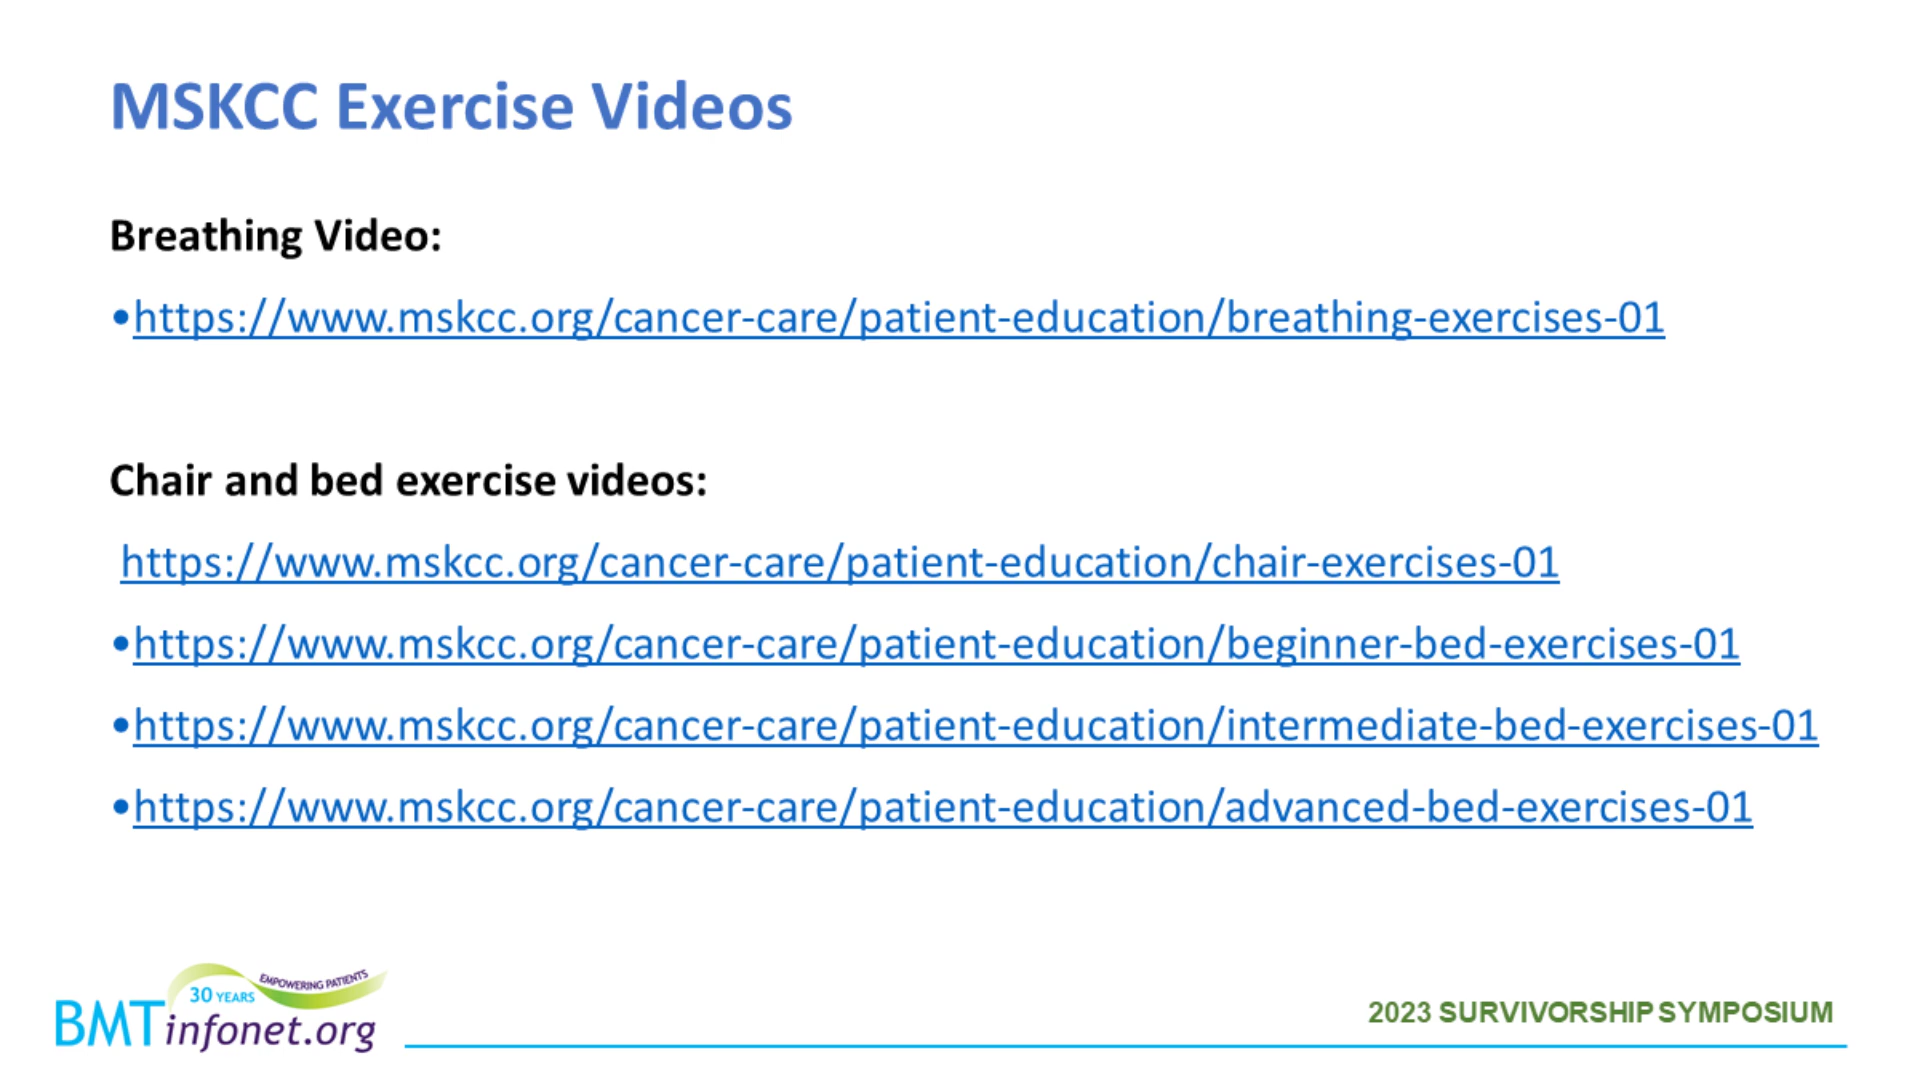 MSKCC Exercise Videos
Breathing Video:
•https://www.mskcc.org/cancer-care/patient-education/breathing-exercises-01
Chair and bed exercise videos:
https://www.mskcc.org/cancer-care/patient-education/chair-exercises-01
•https://www.mskcc.org/cancer-care/patient-education/beginner-bed-exercises-01
•https://www.mskcc.org/cancer-care/patient-education/intermediate-bed-exercises-01
•https://www.mskcc.org/cancer-care/patient-education/advanced-bed-exercises-01
EMPOWERING PATIENTS
30 YEARS
BMTinfonet.org
2023 SURVIVORSHIP SYMPOSIUM